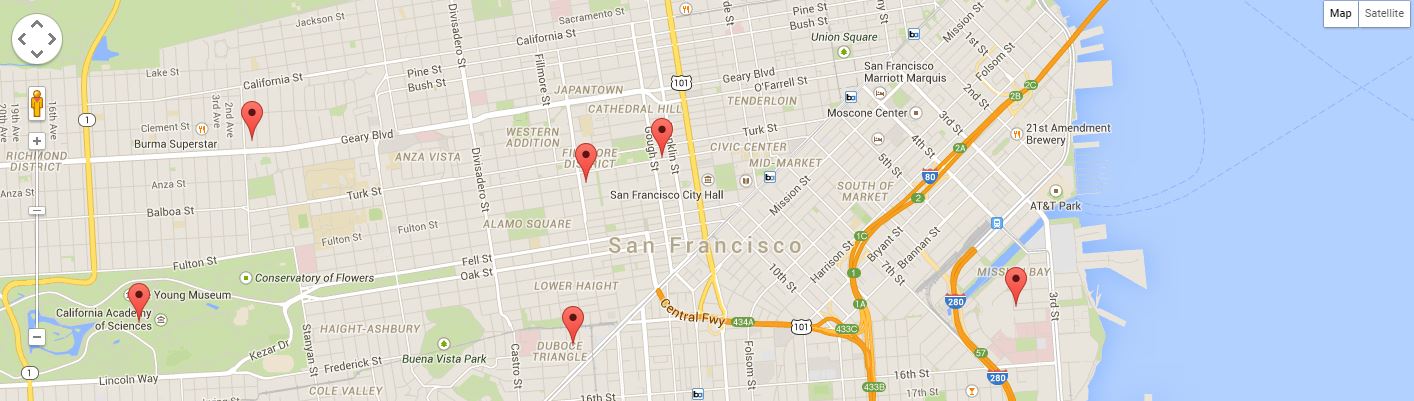 Map
Satellite
Jackson St
Sacramento St
California St
Union Square
Mission St
1st St
Folsom St
Divisadero St
Pine St
Bush St
Lake St
California St
Pine St
Bush St
Fillmore St
Geary Blvd
O'Farrell St
101
San Francisco
Marriott Marquis
2nd St
2C
2B
JAPANTOWN
CATHEDRAL HILL
TENDERLOIN
Moscone Center
3rd St
21st Amendment
Brewery
16th Ave
19th Ave
20th Ave
3rd Ave
2nd Ave
1
Clement St
Burma Superstar
Geary Blvd
WESTERN
ADDITION
Turk St
CIVIC CENTER
MID-MARKET
5th St
2A
80
RICHMOND
DISTRICT
ANZA VISTA
Gough St
Anza St
Anza St
Turk St
San Francisco City Hall
Mission St
SOUTH OF
MARKET
2
AT&T Park
Balboa St
Divisadero St
ALAMO SQUARE
Fulton St
Fulton St
San Francisco
1C
Harrison St
Bryant St
Brannan St
Fulton St
Fell St
Oak St
10th St
7th St
1
Conservatory of Flowers
LOWER HAIGHT
Young Museum
California Academy
of Sciences
Central Fwy
434A
101
433C
1A
280
3rd St
Stanyan St
HAIGHT-ASHBURY
Kezar Dr
Buena Vista Park
Castro St
DUBOCE
TRIANGLE
Folsom St
57
1
Lincoln Way
Frederick St
COLE VALLEY
16th St
16th St
17th St
433B
280